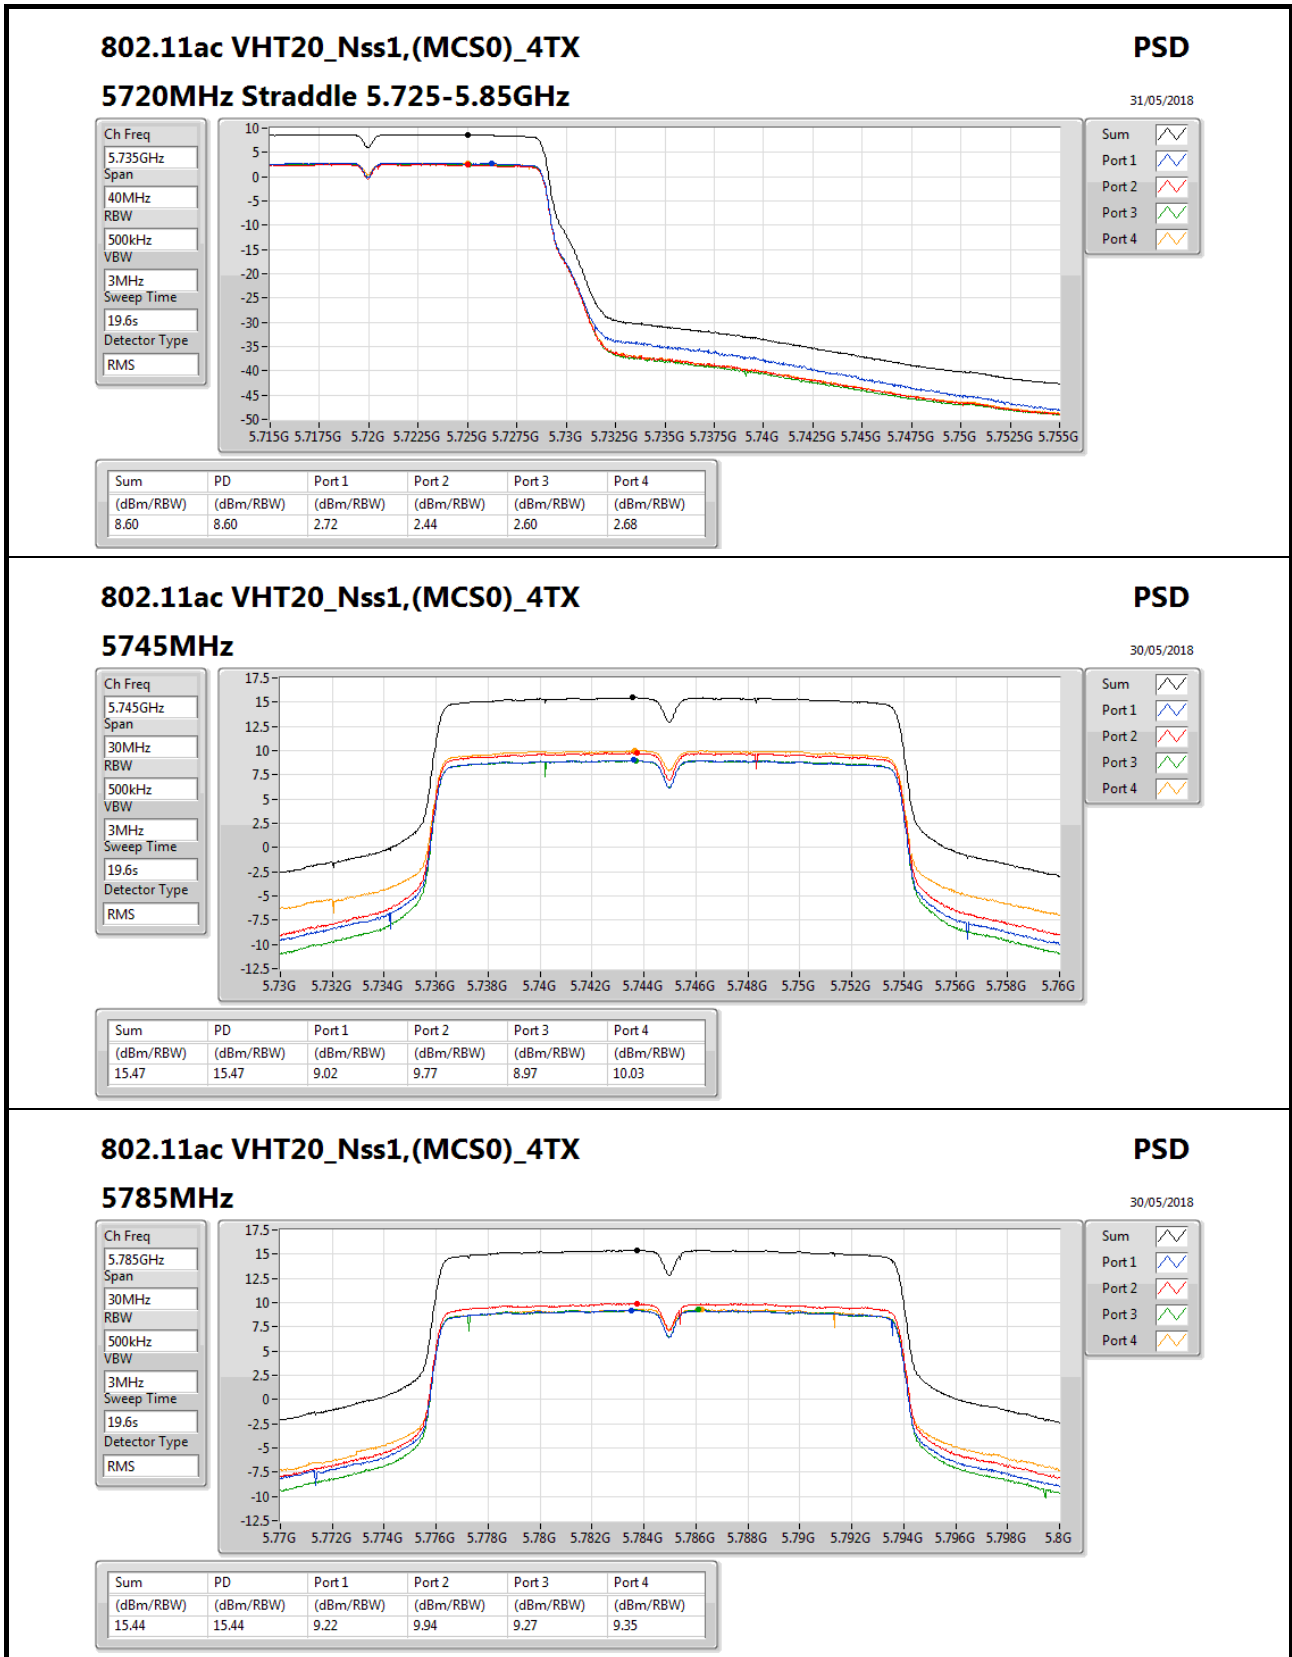 802.11ac VHT20_Nss1,(MCS0)_4TX PSD
5720MHz Straddle 5.725-5.85GHz 31/05/2018
Ch Freq
5.735GHz
Span
40MHz
RBW
500kHz
VBW
3MHz
Sweep Time
19.6s
Detector Type
RMS
10
5
0
-5
-10
-15
-20
-25
-30
-35
-40
-45
-50
5.715G 5.7175G 5.72G 5.7225G 5.725G 5.7275G 5.73G 5.7325G 5.735G 5.7375G 5.74G 5.7425G 5.745G 5.7475G 5.75G 5.7525G 5.755G
Sum
Port 1
Port 2
Port 3
Port 4
Sum PD Port 1 Port 2 Port 3 Port 4
(dBm/RBW) (dBm/RBW) (dBm/RBW) (dBm/RBW) (dBm/RBW) (dBm/RBW)
8.60 8.60 2.72 2.44 2.60 2.68
802.11ac VHT20_Nss1,(MCS0)_4TX PSD
5745MHz 30/05/2018
Ch Freq
5.745GHz
Span
30MHz
RBW
500kHz
VBW
3MHz
Sweep Time
19.6s
Detector Type
RMS
17.5
15
12.5
10
7.5
5
2.5
0
-2.5
-5
-7.5
-10
-12.5
5.73G 5.732G 5.734G 5.736G 5.738G 5.74G 5.742G 5.744G 5.746G 5.748G 5.75G 5.752G 5.754G 5.756G 5.758G 5.76G
Sum
Port 1
Port 2
Port 3
Port 4
Sum PD Port 1 Port 2 Port 3 Port 4
(dBm/RBW) (dBm/RBW) (dBm/RBW) (dBm/RBW) (dBm/RBW) (dBm/RBW)
15.47 15.47 9.02 9.77 8.97 10.03
802.11ac VHT20_Nss1,(MCS0)_4TX PSD
5785MHz 30/05/2018
Ch Freq
5.785GHz
Span
30MHz
RBW
500kHz
VBW
3MHz
Sweep Time
19.6s
Detector Type
RMS
17.5
15
12.5
10
7.5
5
2.5
0
-2.5
-5
-7.5
-10
-12.5
5.77G 5.772G 5.774G 5.776G 5.778G 5.78G 5.782G 5.784G 5.786G 5.788G 5.79G 5.792G 5.794G 5.796G 5.798G 5.8G
Sum
Port 1
Port 2
Port 3
Port 4
Sum PD Port 1 Port 2 Port 3 Port 4
(dBm/RBW) (dBm/RBW) (dBm/RBW) (dBm/RBW) (dBm/RBW) (dBm/RBW)
15.44 15.44 9.22 9.94 9.27 9.35